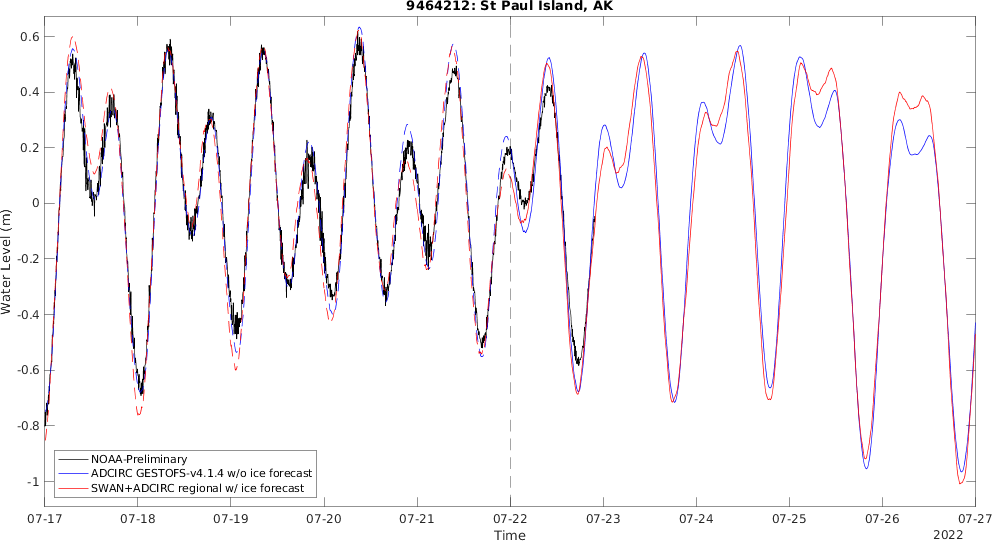 9464212: St Paul Island, AK
Water Level (m)
0.6
0.4
0.2
0
-0.2
-0.4
-0.6
-0.8
-1
NOAA-Preliminary
ADCIRC GESTOFS-v4.1.4 w/o ice forecast
SWAN+ADCIRC regional w/ ice forecast
07-17 07-18 07-19 07-20 07-21 07-22 07-23 07-24 07-25 07-26 07-27
Time
2022